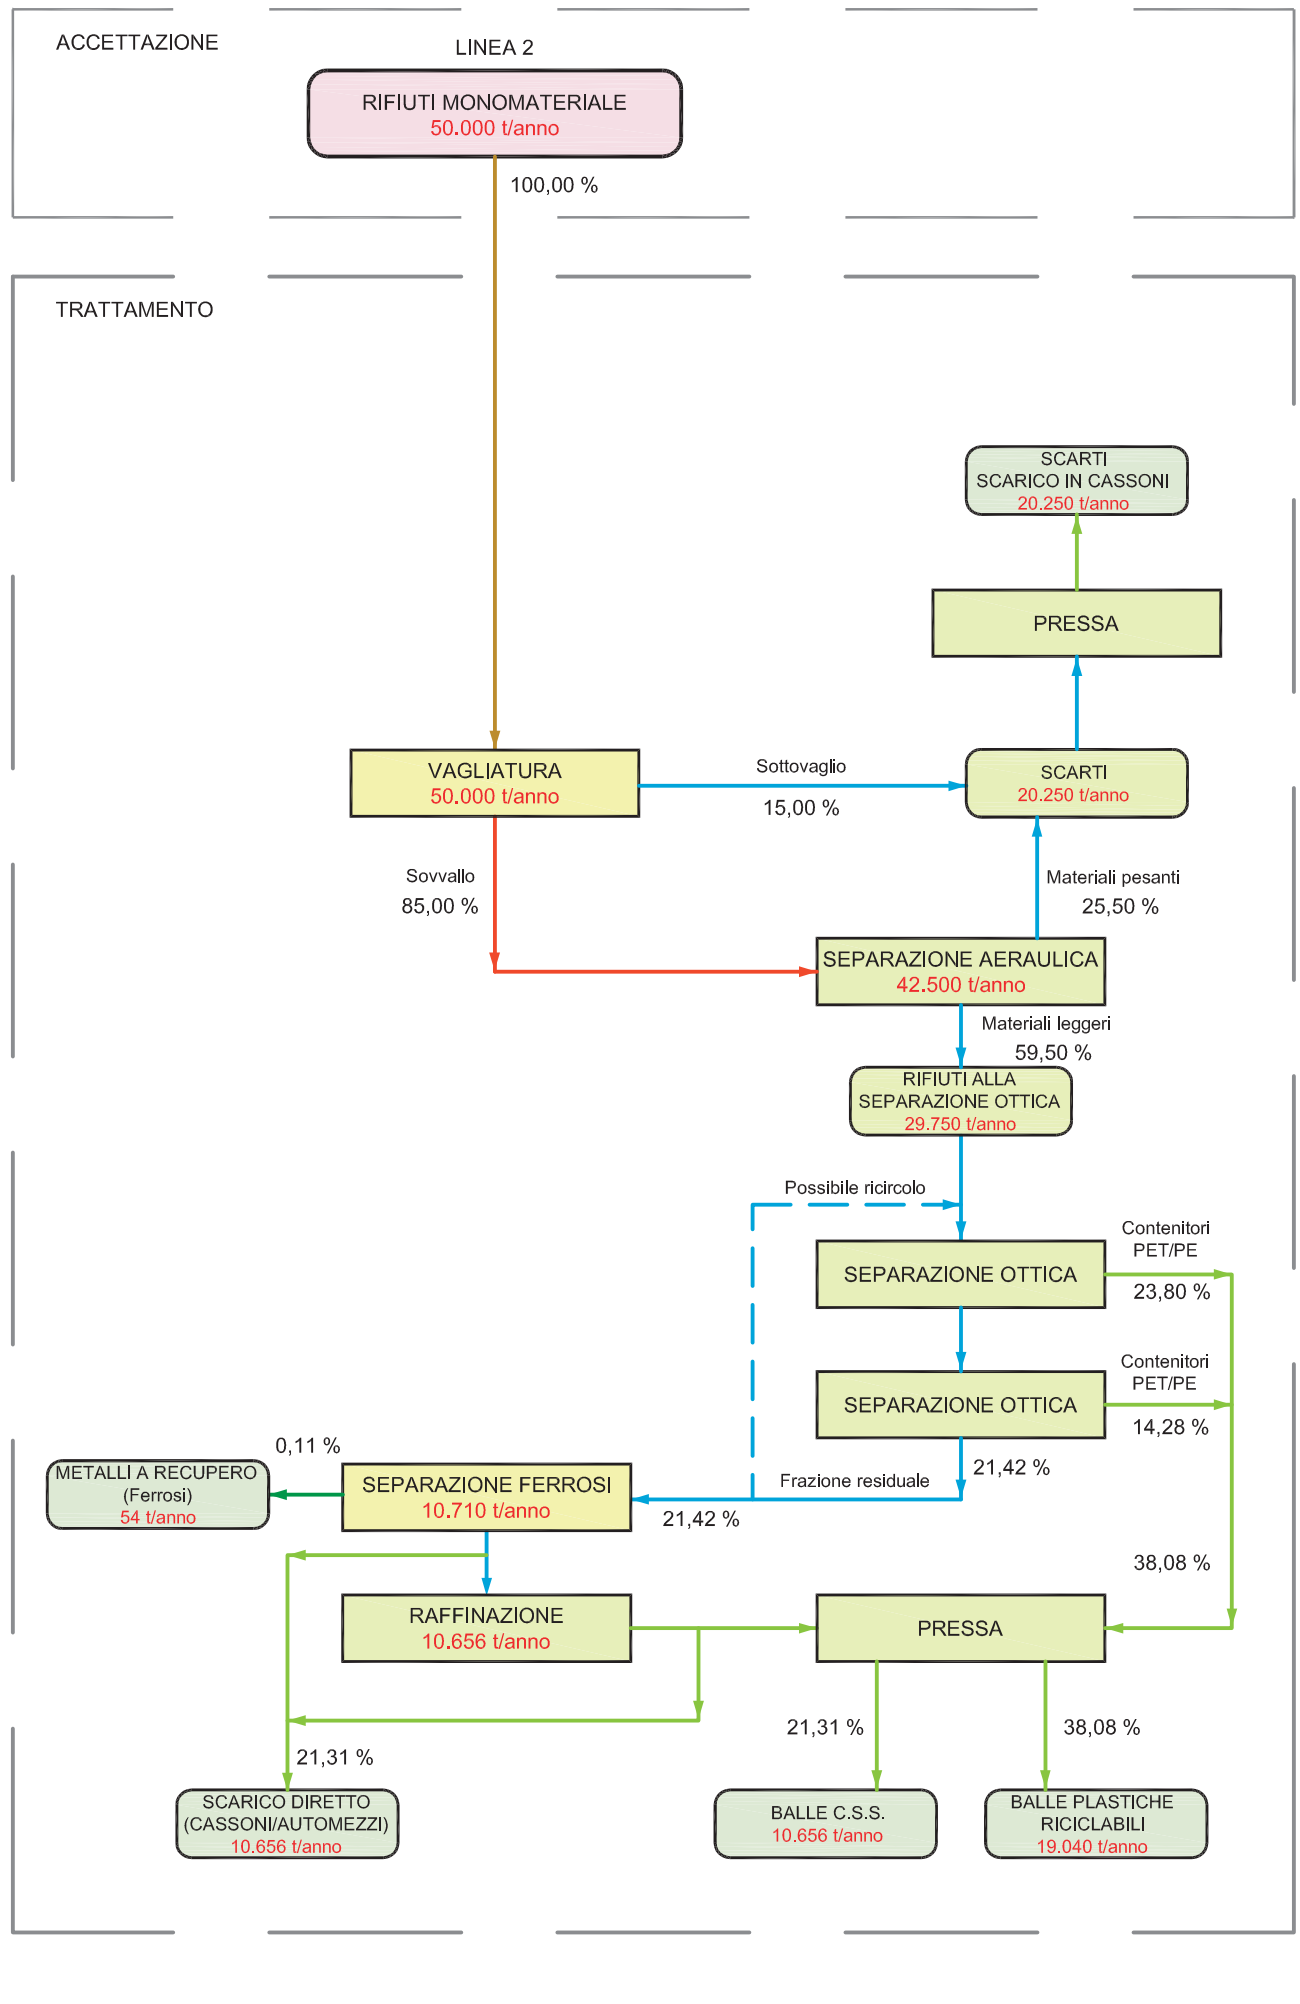 ACCETTAZIONE
LINEA 2
RIFIUTI MONOMATERIALE
50.000 t/anno
100,00 %
TRATTAMENTO
SCARTI
SCARICO IN CASSONI
20.250 t/anno
PRESSA
VAGLIATURA
50.000 t/anno
Sottovaglio
15,00 %
SCARTI
20.250 t/anno
Sovvallo
85,00 %
Materiali pesanti
25,50 %
SEPARAZIONE AERAULICA
42.500 t/anno
Materiali leggeri
59,50 %
RIFIUTI ALLA
SEPARAZIONE OTTICA
29.750 t/anno
Possibile ricircolo
SEPARAZIONE OTTICA
Contenitori
PET/PE
23,80 %
SEPARAZIONE OTTICA
Contenitori
PET/PE
14,28 %
21,42 %
Frazione residuale
21,42 %
SEPARAZIONE FERROSI
10.710 t/anno
0,11 %
METALLI A RECUPERO
(Ferrosi)
54 t/anno
38,08 %
RAFFINAZIONE
10.656 t/anno
PRESSA
21,31 %
21,31 %
38,08 %
SCARICO DIRETTO
(CASSONI/AUTOMEZZI)
10.656 t/anno
BALLE C.S.S.
10.656 t/anno
BALLE PLASTICHE
RICICLABILI
19.040 t/anno